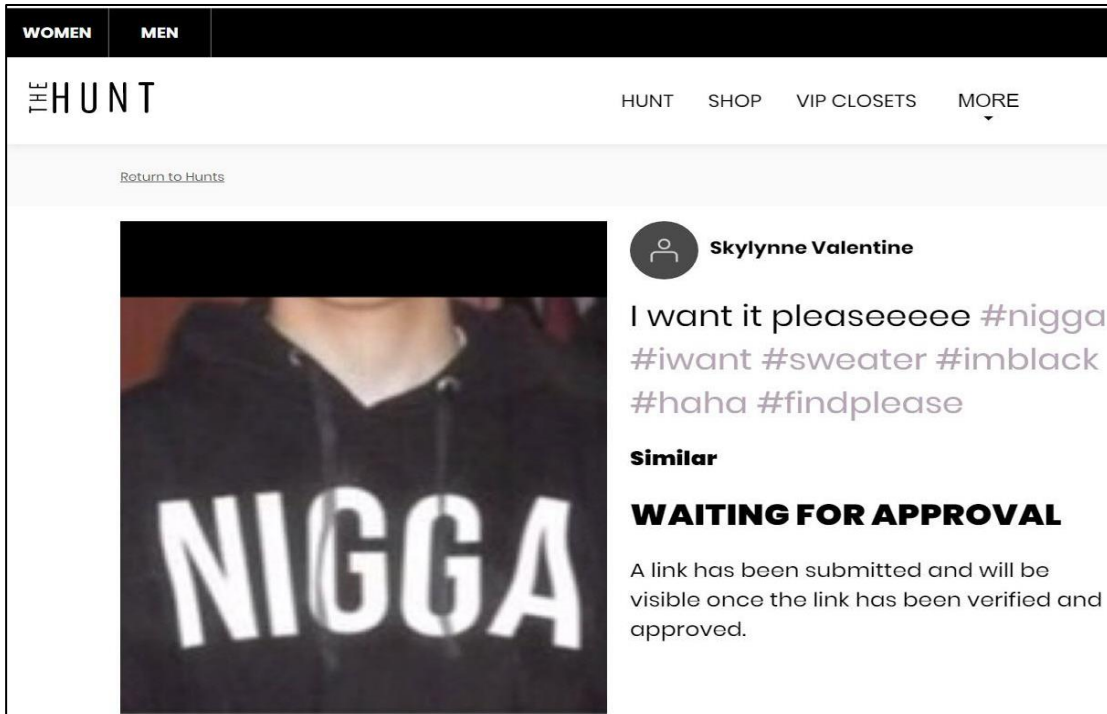 WOMEN MEN
THE HUNT
HUNT SHOP VIP CLOSETS MORE
Return to Hunts
NIGGA
Skylynne Valentine
I want it pleaseeeee #nigga
#iwant #sweater #imblack
#haha #findplease
Similar
WAITING FOR APPROVAL
A link has been submitted and will be
visible once the link has been verified and
approved.